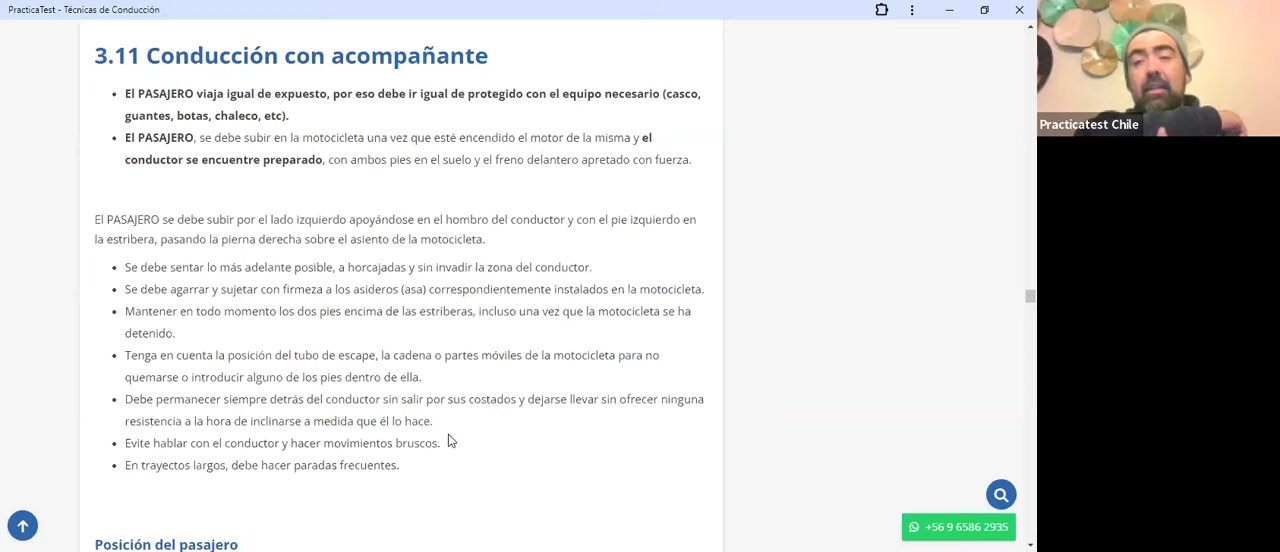 PracticaTest - Técnicas de Conducción
3.11 Conducción con acompañante
• El PASAJERO viaja igual de expuesto, por eso debe ir igual de protegido con el equipo necesario (casco,
guantes, botas, chaleco, etc).
• El PASAJERO, se debe subir en la motocicleta una vez que esté encendido el motor de la misma y el
conductor se encuentre preparado, con ambos pies en el suelo y el freno delantero apretado con fuerza.
El PASAJERO se debe subir por el lado izquierdo apoyándose en el hombro del conductor y con el pie izquierdo en
la estribera, pasando la pierna derecha sobre el asiento de la motocicleta.
• Se debe sentar lo más adelante posible, a horcajadas y sin invadir la zona del conductor.
• Se debe agarrar y sujetar con firmeza a los asideros (asa) correspondientemente instalados en la motocicleta.
• Mantener en todo momento los dos pies encima de las estriberas, incluso una vez que la motocicleta se ha
detenido.
• Tenga en cuenta la posición del tubo de escape, la cadena o partes móviles de la motocicleta para no
quemarse o introducir alguno de los pies dentro de ella.
• Debe permanecer siempre detrás del conductor sin salir por sus costados y dejarse llevar sin ofrecer ninguna
resistencia a la hora de inclinarse a medida que él lo hace.
• Evite hablar con el conductor y hacer movimientos bruscos.
• En trayectos largos, debe hacer paradas frecuentes.
Posición del pasajero
+56 9 6586 2935
Practicatest Chile